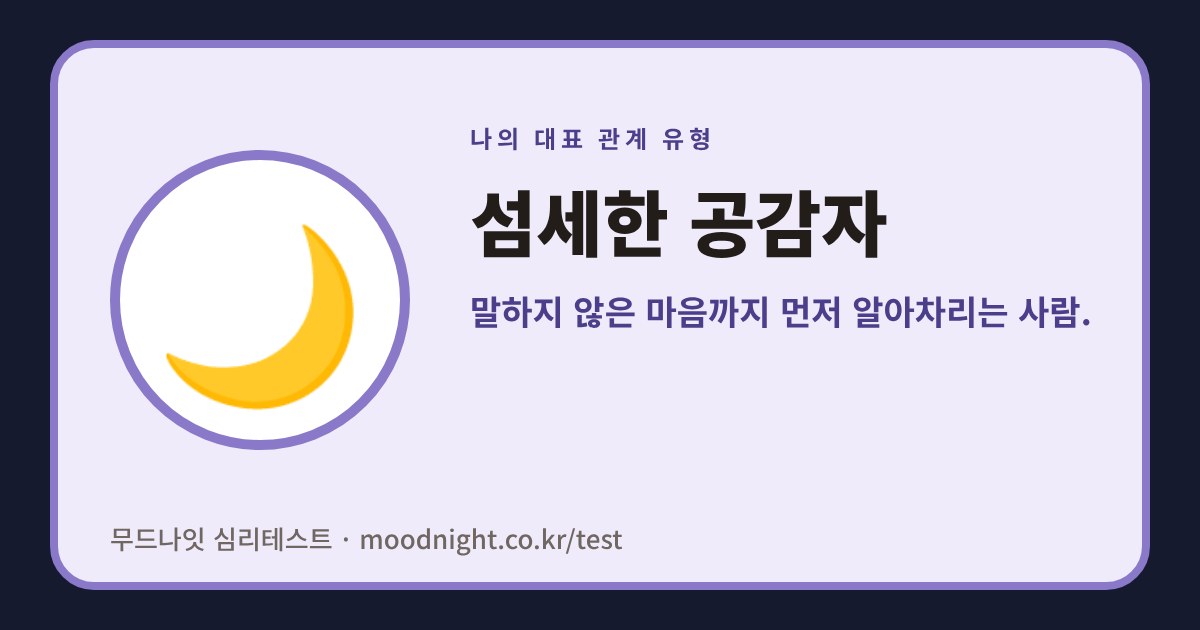 나의 대표 관계 유형
섬세한 공감자
말하지 않은 마음까지 먼저 알아차리는 사람.
무드나잇 심리테스트 · moodnight.co.kr/test